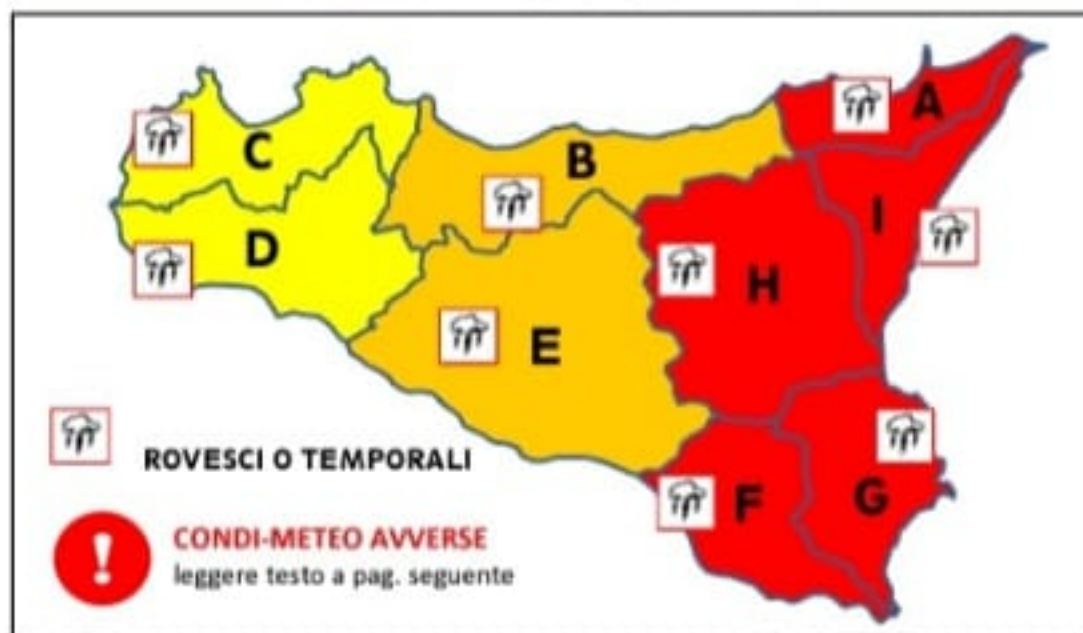 A
C
B
I
D
H
E
ROVESCI O TEMPORALI
F
G
!
CONDI-METEO AVVERSE
leggere testo a pag. seguente